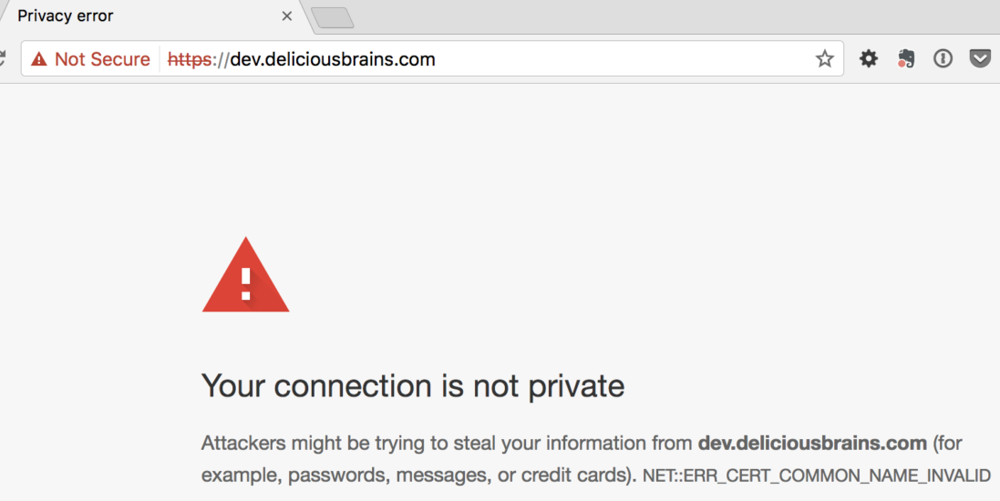 Privacy error
Not Secure https://dev.deliciousbrains.com
Your connection is not private
Attackers might be trying to steal your information from dev.deliciousbrains.com (for
example, passwords, messages, or credit cards). NET::ERR_CERT_COMMON_NAME_INVALID